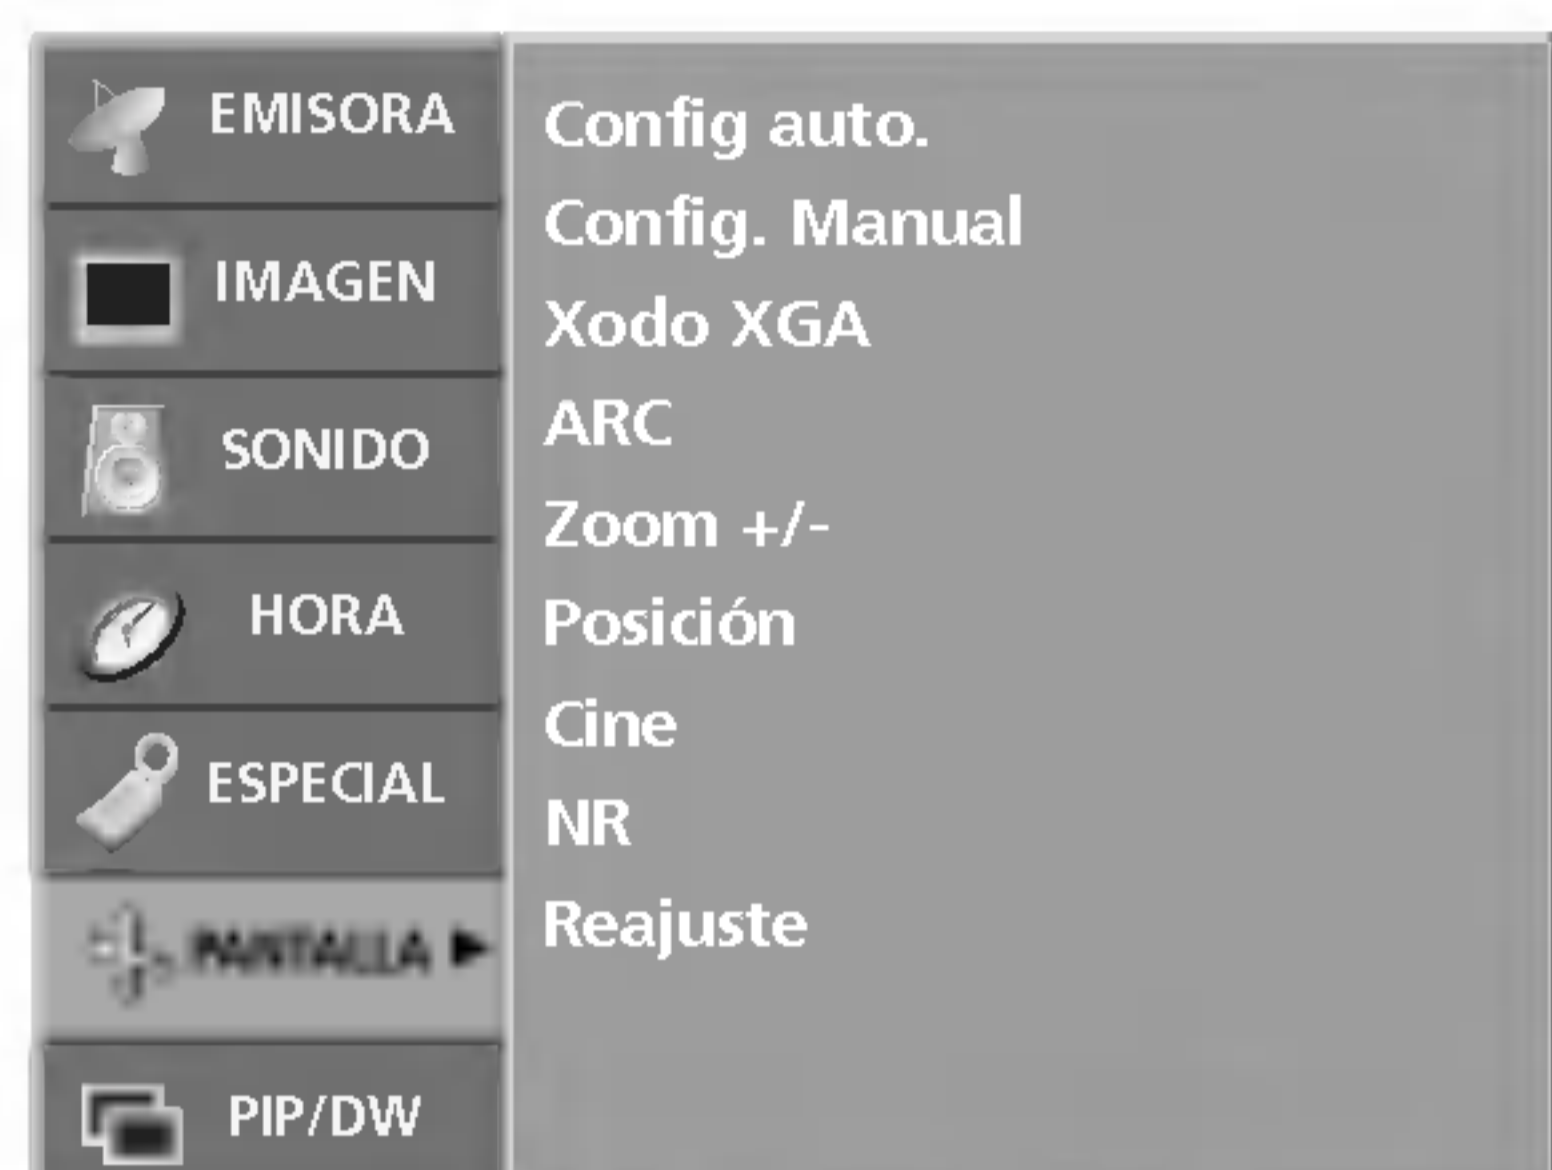 EMISORA
IMAGEN
SONIDO
HORA
ESPECIAL
PANTALLA
PIP/DW
Config auto.
Config. Manual
Xodo XGA
ARC
Zoom +/-
Posición
Cine
NR
Reajuste